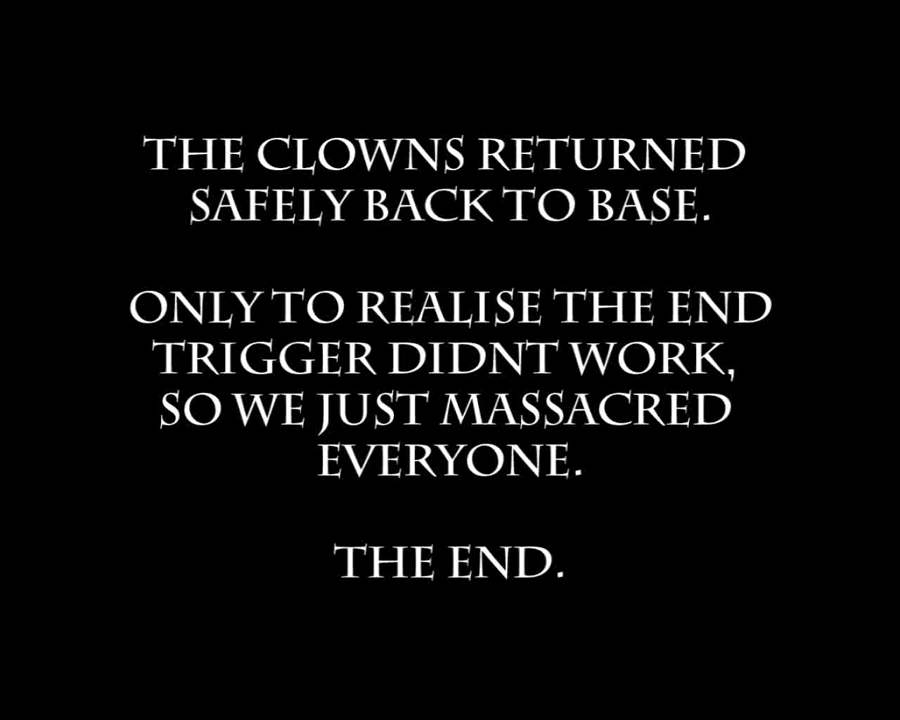 THE CLOWNS RETURNED
SAFELY BACK TO BASE.
ONLY TO REALISE THE END
TRIGGER DIDNT WORK,
SO WE JUST MASSACRED
EVERYONE.
THE END.